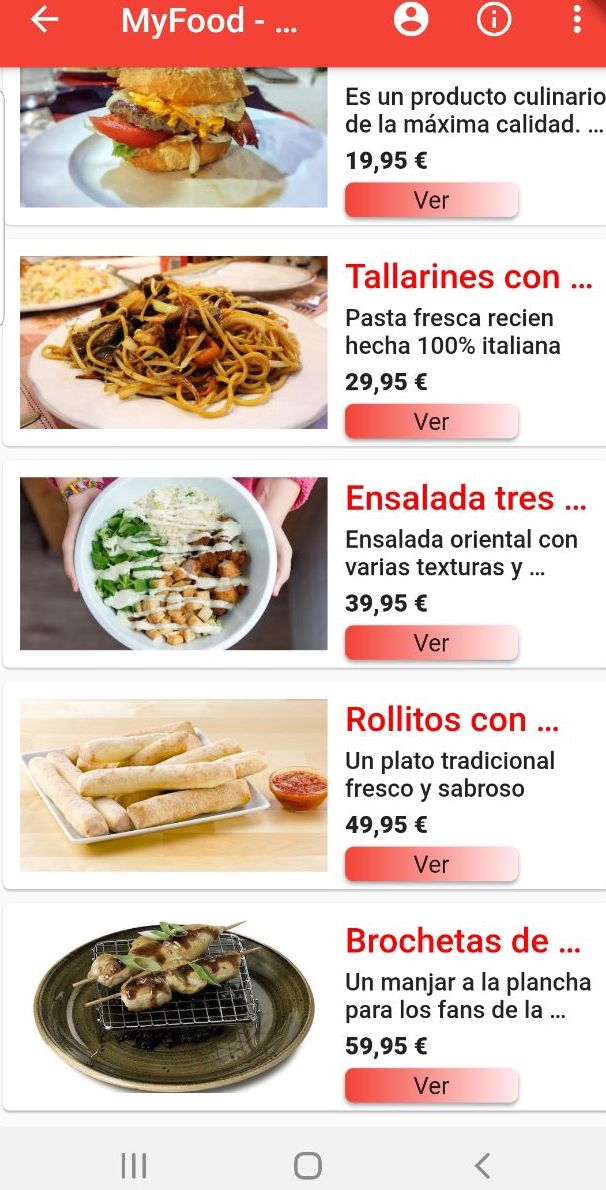 MyFood - ...
Es un producto culinario
de la máxima calidad. ...
19,95 €
Ver
Tallarines con ...
Pasta fresca recien
hecha 100% italiana
29,95 €
Ver
Ensalada tres ...
Ensalada oriental con
varias texturas y ...
39,95 €
Ver
Rollitos con ...
Un plato tradicional
fresco y sabroso
49,95 €
Ver
Brochetas de ...
Un manjar a la plancha
para los fans de la ...
59,95 €
Ver